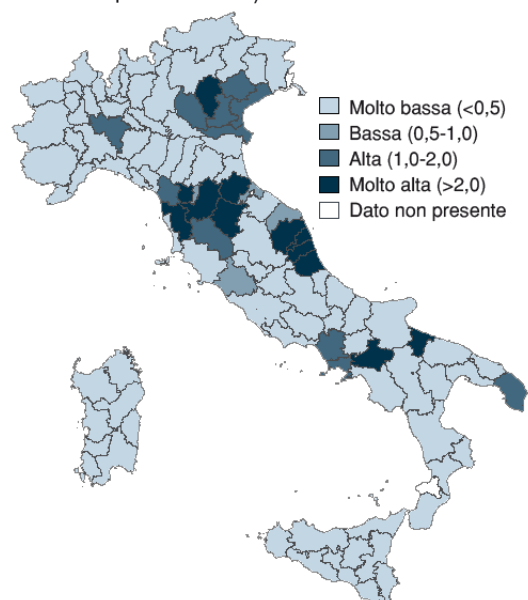 Molto bassa (<0,5)
Bassa (0,5-1,0)
Alta (1,0-2,0)
Molto alta (>2,0)
Dato non presente